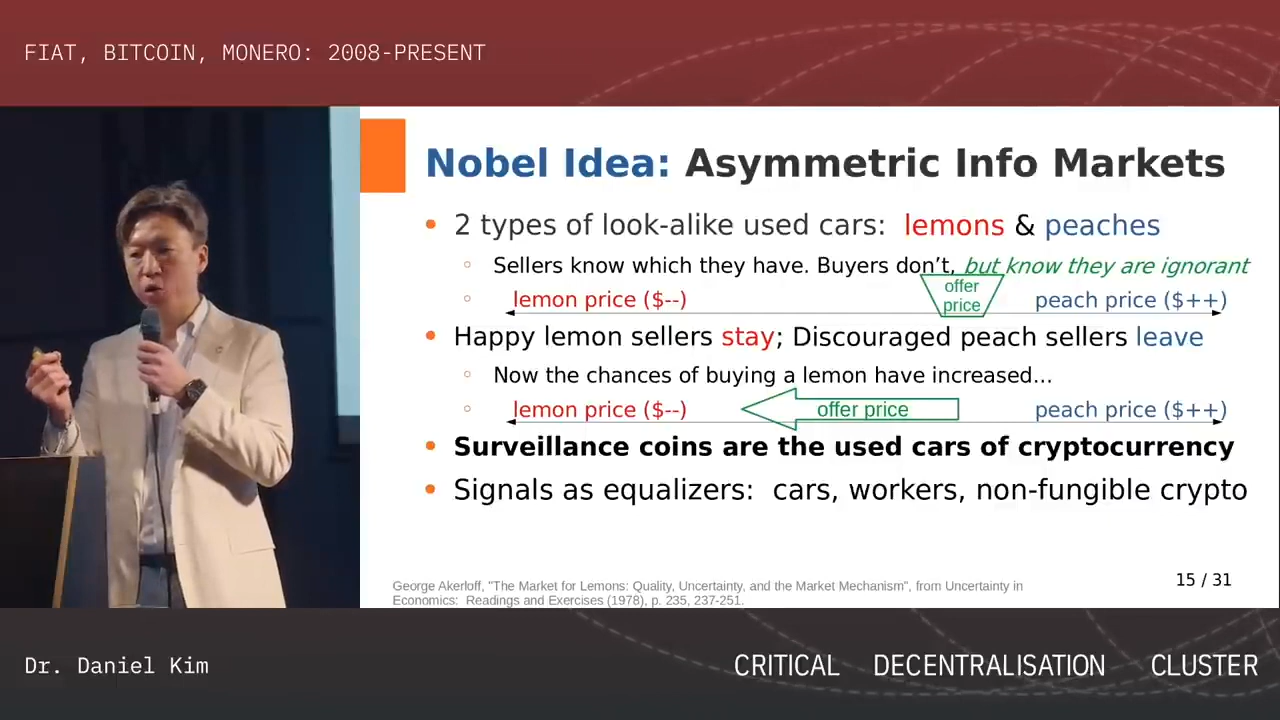 FIAT, BITCOIN, MONERO: 2008-PRESENT
Nobel Idea: Asymmetric Info Markets
• 2 types of look-alike used cars: lemons & peaches
◦ Sellers know which they have. Buyers don't, but know they are ignorant
offer
price
◦ lemon price ($--) peach price ($++)
• Happy lemon sellers stay; Discouraged peach sellers leave
◦ Now the chances of buying a lemon have increased...
◦ lemon price ($--) offer price peach price ($++)
• Surveillance coins are the used cars of cryptocurrency
• Signals as equalizers: cars, workers, non-fungible crypto
George Akerloff, "The Market for Lemons: Quality, Uncertainty, and the Market Mechanism", from Uncertainty in
Economics: Readings and Exercises (1978), p. 235, 237-251.
15 / 31
Dr. Daniel Kim
CRITICAL DECENTRALISATION CLUSTER